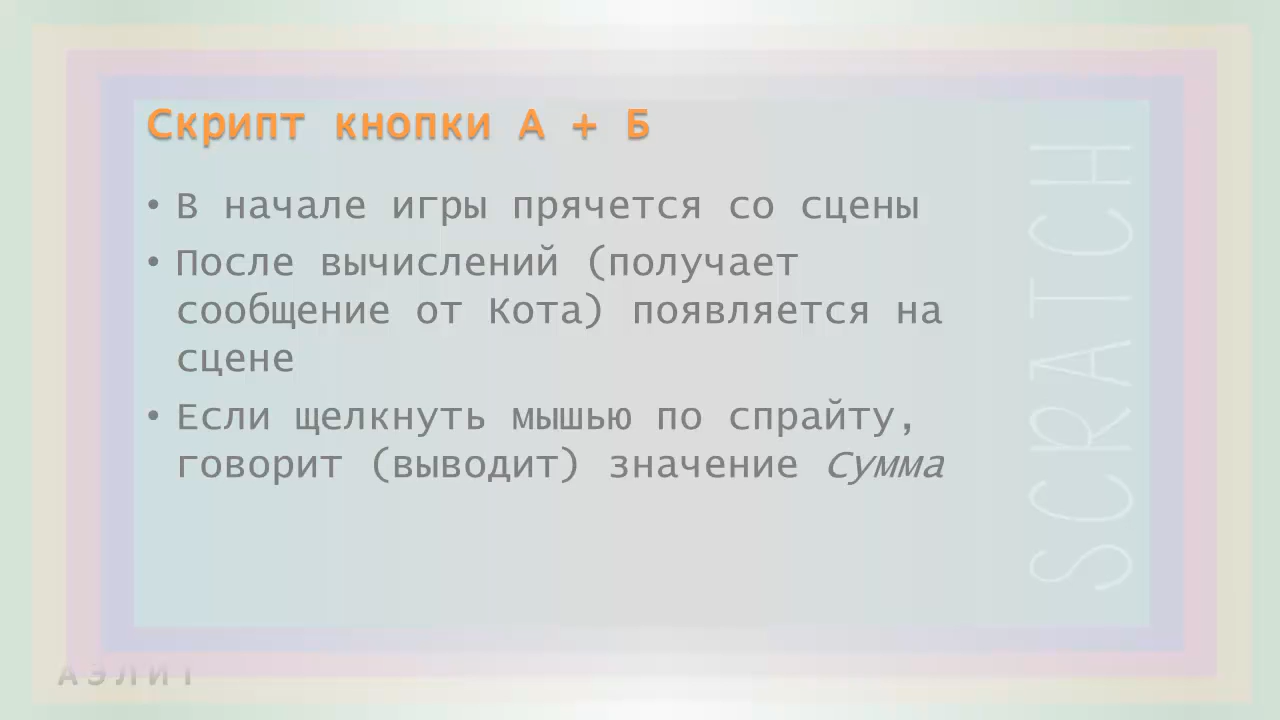 Скрипт кнопки А + Б
• В начале игры прячется со сцены
• После вычислений (получает
сообщение от Кота) появляется на
сцене
• Если щелкнуть мышью по спрайту,
говорит (выводит) значение Сумма
SCRATCH